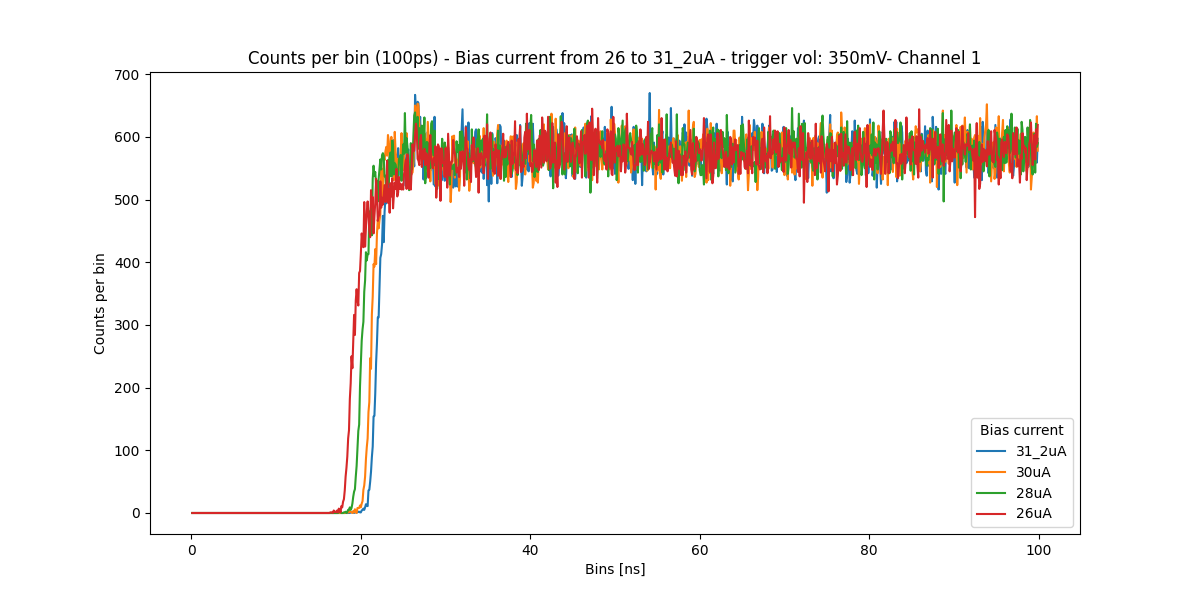 Counts per bin (100ps) - Bias current from 26 to 31_2uA - trigger vol: 350mV- Channel 1
700
600
500
400
300
200
100
0
Counts per bin
0 20 40 60 80 100
Bins [ns]
Bias current
31_2uA
30uA
28uA
26uA